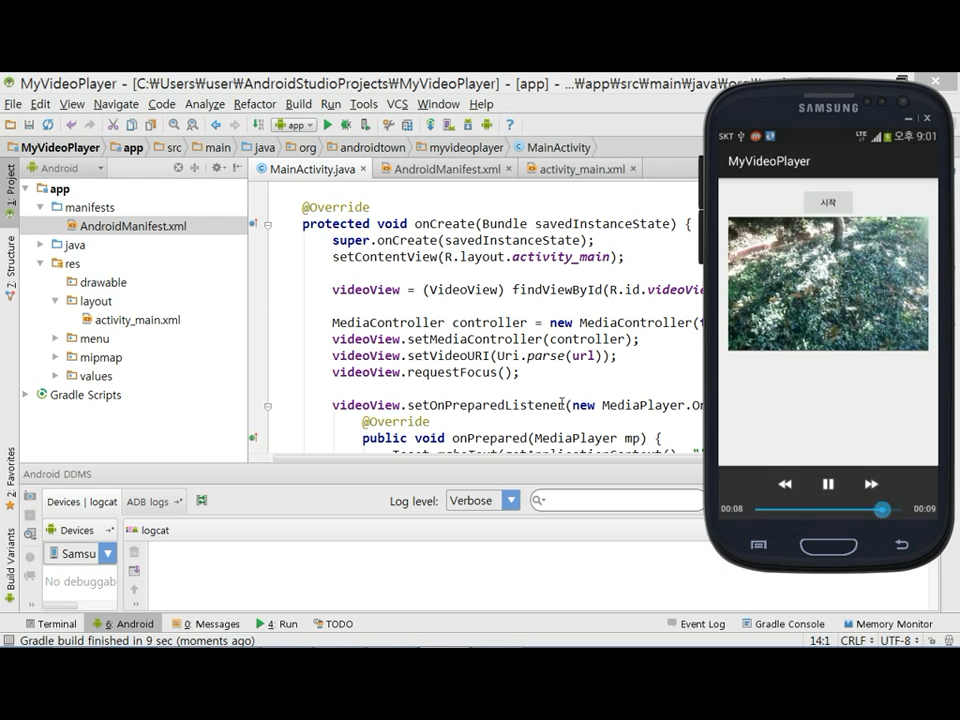 MyVideoPlayer - [C:₩Users₩user₩AndroidStudioProjects₩MyVideoPlayer] - [app] - ...₩app₩src₩main₩java₩or
File Edit View Navigate Code Analyze Refactor Build Run Tools VCS Window Help
app
MyVideoPlayer app src main java org androidtown myvideoplayer MainActivity
Android
MainActivity.java AndroidManifest.xml activity_main.xml
1: Project
7: Structure
2: Favorites
Build Variants
app
manifests
AndroidManifest.xml
java
res
drawable
layout
activity_main.xml
menu
mipmap
values
Gradle Scripts
@Override
protected void onCreate(Bundle savedInstanceState) {
super.onCreate(savedInstanceState);
setContentView(R.layout.activity_main);
videoView = (VideoView) findViewById(R.id.videoVi
MediaController controller = new MediaController(
videoView.setMediaController(controller);
videoView.setVideoURI(Uri.parse(url));
videoView.requestFocus();
videoView.setOnPreparedListener(new MediaPlayer.On
@Override
public void onPrepared(MediaPlayer mp) {
SAMSUNG
SKT LTE 오후 9:01
MyVideoPlayer
시작
00:08 00:09
Android DDMS
Devices | logcat ADB logs Log level: Verbose
Devices logcat
Samsu
No debuggab
Terminal 6: Android 0: Messages 4: Run TODO Event Log Gradle Console Memory Monitor
Gradle build finished in 9 sec (moments ago) 14:1 CRLF UTF-8